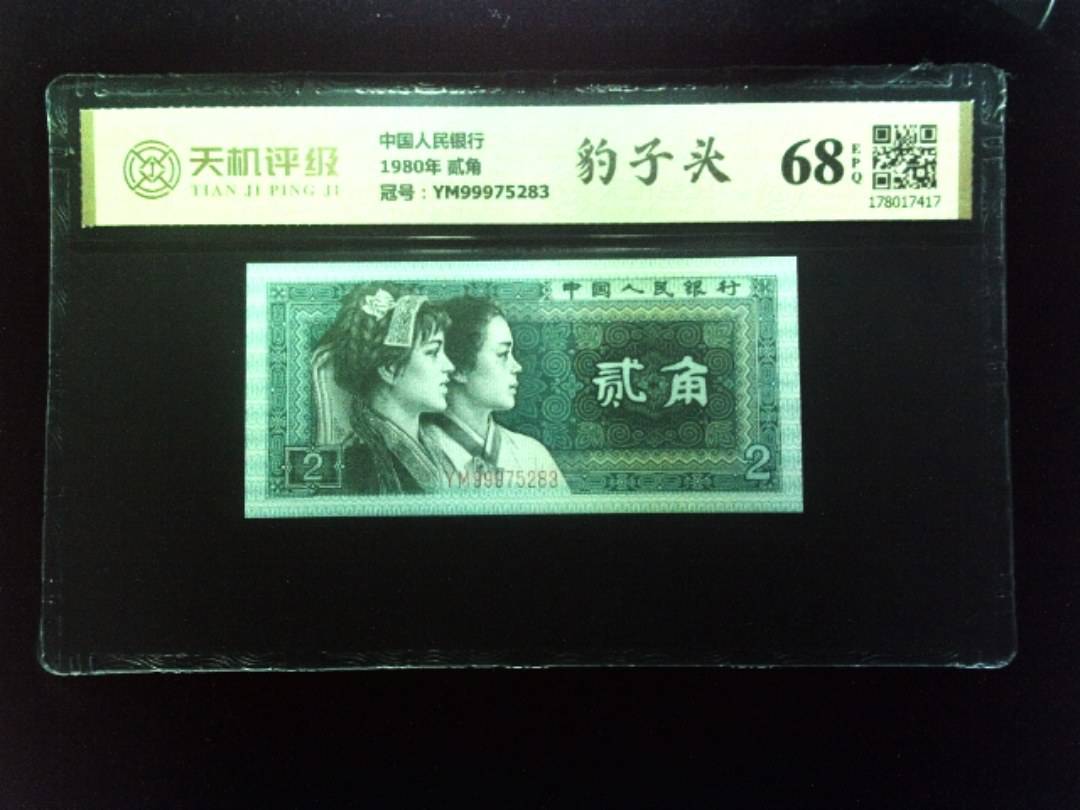 天机评级
TIAN JI PING JI
中国人民银行
1980年 贰角
冠号：YM99975283
豹子头
68
EPQ
178017417
中国人民银行
贰角
2
YM99975283
2